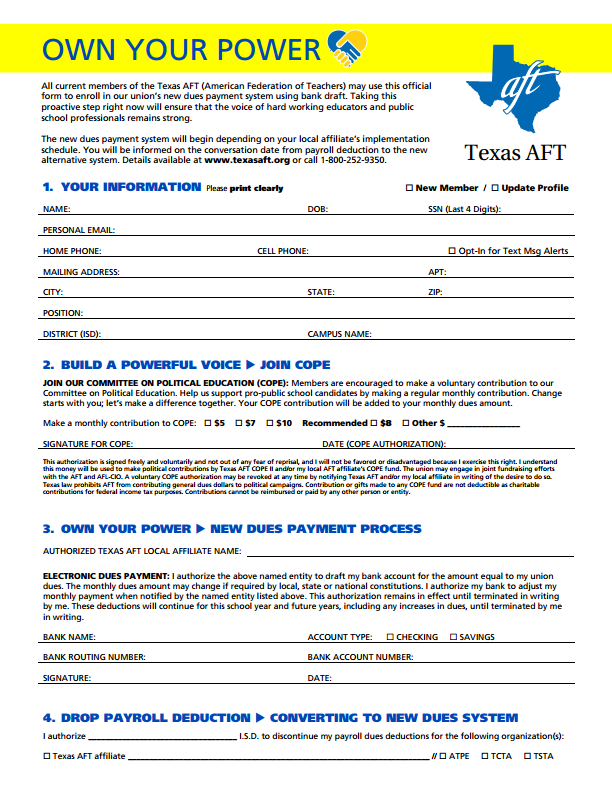 OWN YOUR POWER
All current members of the Texas AFT (American Federation of Teachers) may use this official
form to enroll in our union's new dues payment system using bank draft. Taking this
proactive step right now will ensure that the voice of hard working educators and public
school professionals remains strong.
The new dues payment system will begin depending on your local affiliate's implementation
schedule. You will be informed on the conversation date from payroll deduction to the new
alternative system. Details available at www.texasaft.org or call 1-800-252-9350.
aft
Texas AFT
1. YOUR INFORMATION Please print clearly ☐ New Member / ☐ Update Profile
NAME: DOB: SSN (Last 4 Digits):
PERSONAL EMAIL:
HOME PHONE: CELL PHONE: ☐ Opt-In for Text Msg Alerts
MAILING ADDRESS: APT:
CITY: STATE: ZIP:
POSITION:
DISTRICT (ISD): CAMPUS NAME:
2. BUILD A POWERFUL VOICE ▶ JOIN COPE
JOIN OUR COMMITTEE ON POLITICAL EDUCATION (COPE): Members are encouraged to make a voluntary contribution to our
Committee on Political Education. Help us support pro-public school candidates by making a regular monthly contribution. Change
starts with you; let's make a difference together. Your COPE contribution will be added to your monthly dues amount.
Make a monthly contribution to COPE: ☐ $5 ☐ $7 ☐ $10 Recommended ☐ $8 ☐ Other $ _______________
SIGNATURE FOR COPE: DATE (COPE AUTHORIZATION):
This authorization is signed freely and voluntarily and not out of any fear of reprisal, and I will not be favored or disadvantaged because I exercise this right. I understand
this money will be used to make political contributions by Texas AFT COPE II and/or my local AFT affiliate's COPE fund. The union may engage in joint fundraising efforts
with the AFT and AFL-CIO. A voluntary COPE authorization may be revoked at any time by notifying Texas AFT and/or my local affiliate in writing of the desire to do so.
Texas law prohibits AFT from contributing general dues dollars to political campaigns. Contribution or gifts made to any COPE fund are not deductible as charitable
contributions for federal income tax purposes. Contributions cannot be reimbursed or paid by any other person or entity.
3. OWN YOUR POWER ▶ NEW DUES PAYMENT PROCESS
AUTHORIZED TEXAS AFT LOCAL AFFILIATE NAME:
ELECTRONIC DUES PAYMENT: I authorize the above named entity to draft my bank account for the amount equal to my union
dues. The monthly dues amount may change if required by local, state or national constitutions. I authorize my bank to adjust my
monthly payment when notified by the named entity listed above. This authorization remains in effect until terminated in writing
by me. These deductions will continue for this school year and future years, including any increases in dues, until terminated by me
in writing.
BANK NAME: ACCOUNT TYPE: ☐ CHECKING ☐ SAVINGS
BANK ROUTING NUMBER: BANK ACCOUNT NUMBER:
SIGNATURE: DATE:
4. DROP PAYROLL DEDUCTION ▶ CONVERTING TO NEW DUES SYSTEM
I authorize ______________________________ I.S.D. to discontinue my payroll dues deductions for the following organization(s):
☐ Texas AFT affiliate ____________________________________________________________ // ☐ ATPE ☐ TCTA ☐ TSTA